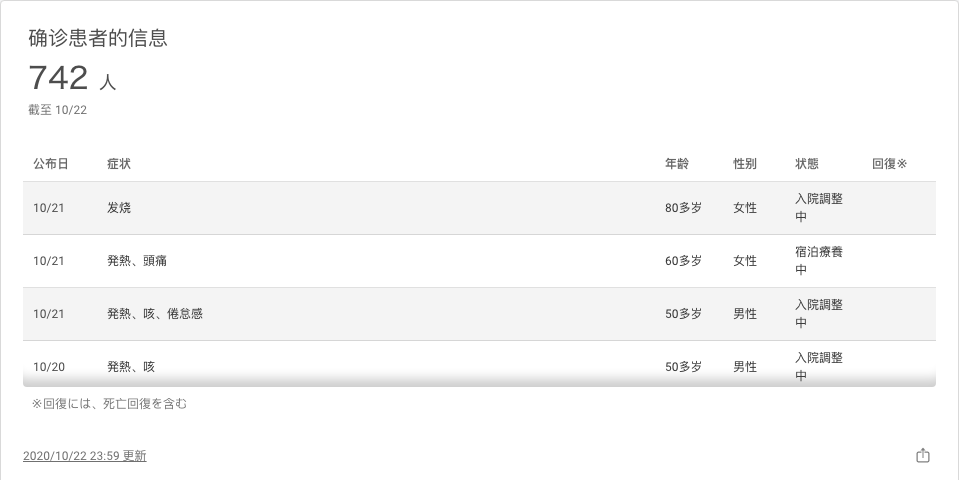 确诊患者的信息
742 人
截至 10/22
公布日 症状 年龄 性别 状態 回復※
10/21 发烧 80多岁 女性 入院調整
中
10/21 発熱、頭痛 60多岁 女性 宿泊療養
中
10/21 発熱、咳、倦怠感 50多岁 男性 入院調整
中
10/20 発熱、咳 50多岁 男性 入院調整
中
※回復には、死亡回復を含む
2020/10/22 23:59 更新